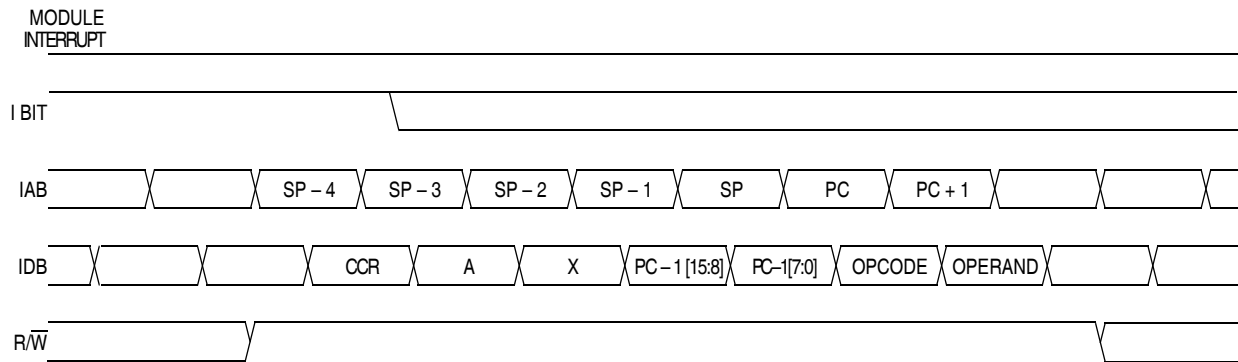 MODULE
INTERRUPT
I BIT
IAB SP – 4 SP – 3 SP – 2 SP – 1 SP PC PC + 1
IDB CCR A X PC – 1 [15:8] PC–1[7:0] OPCODE OPERAND
R/W̅